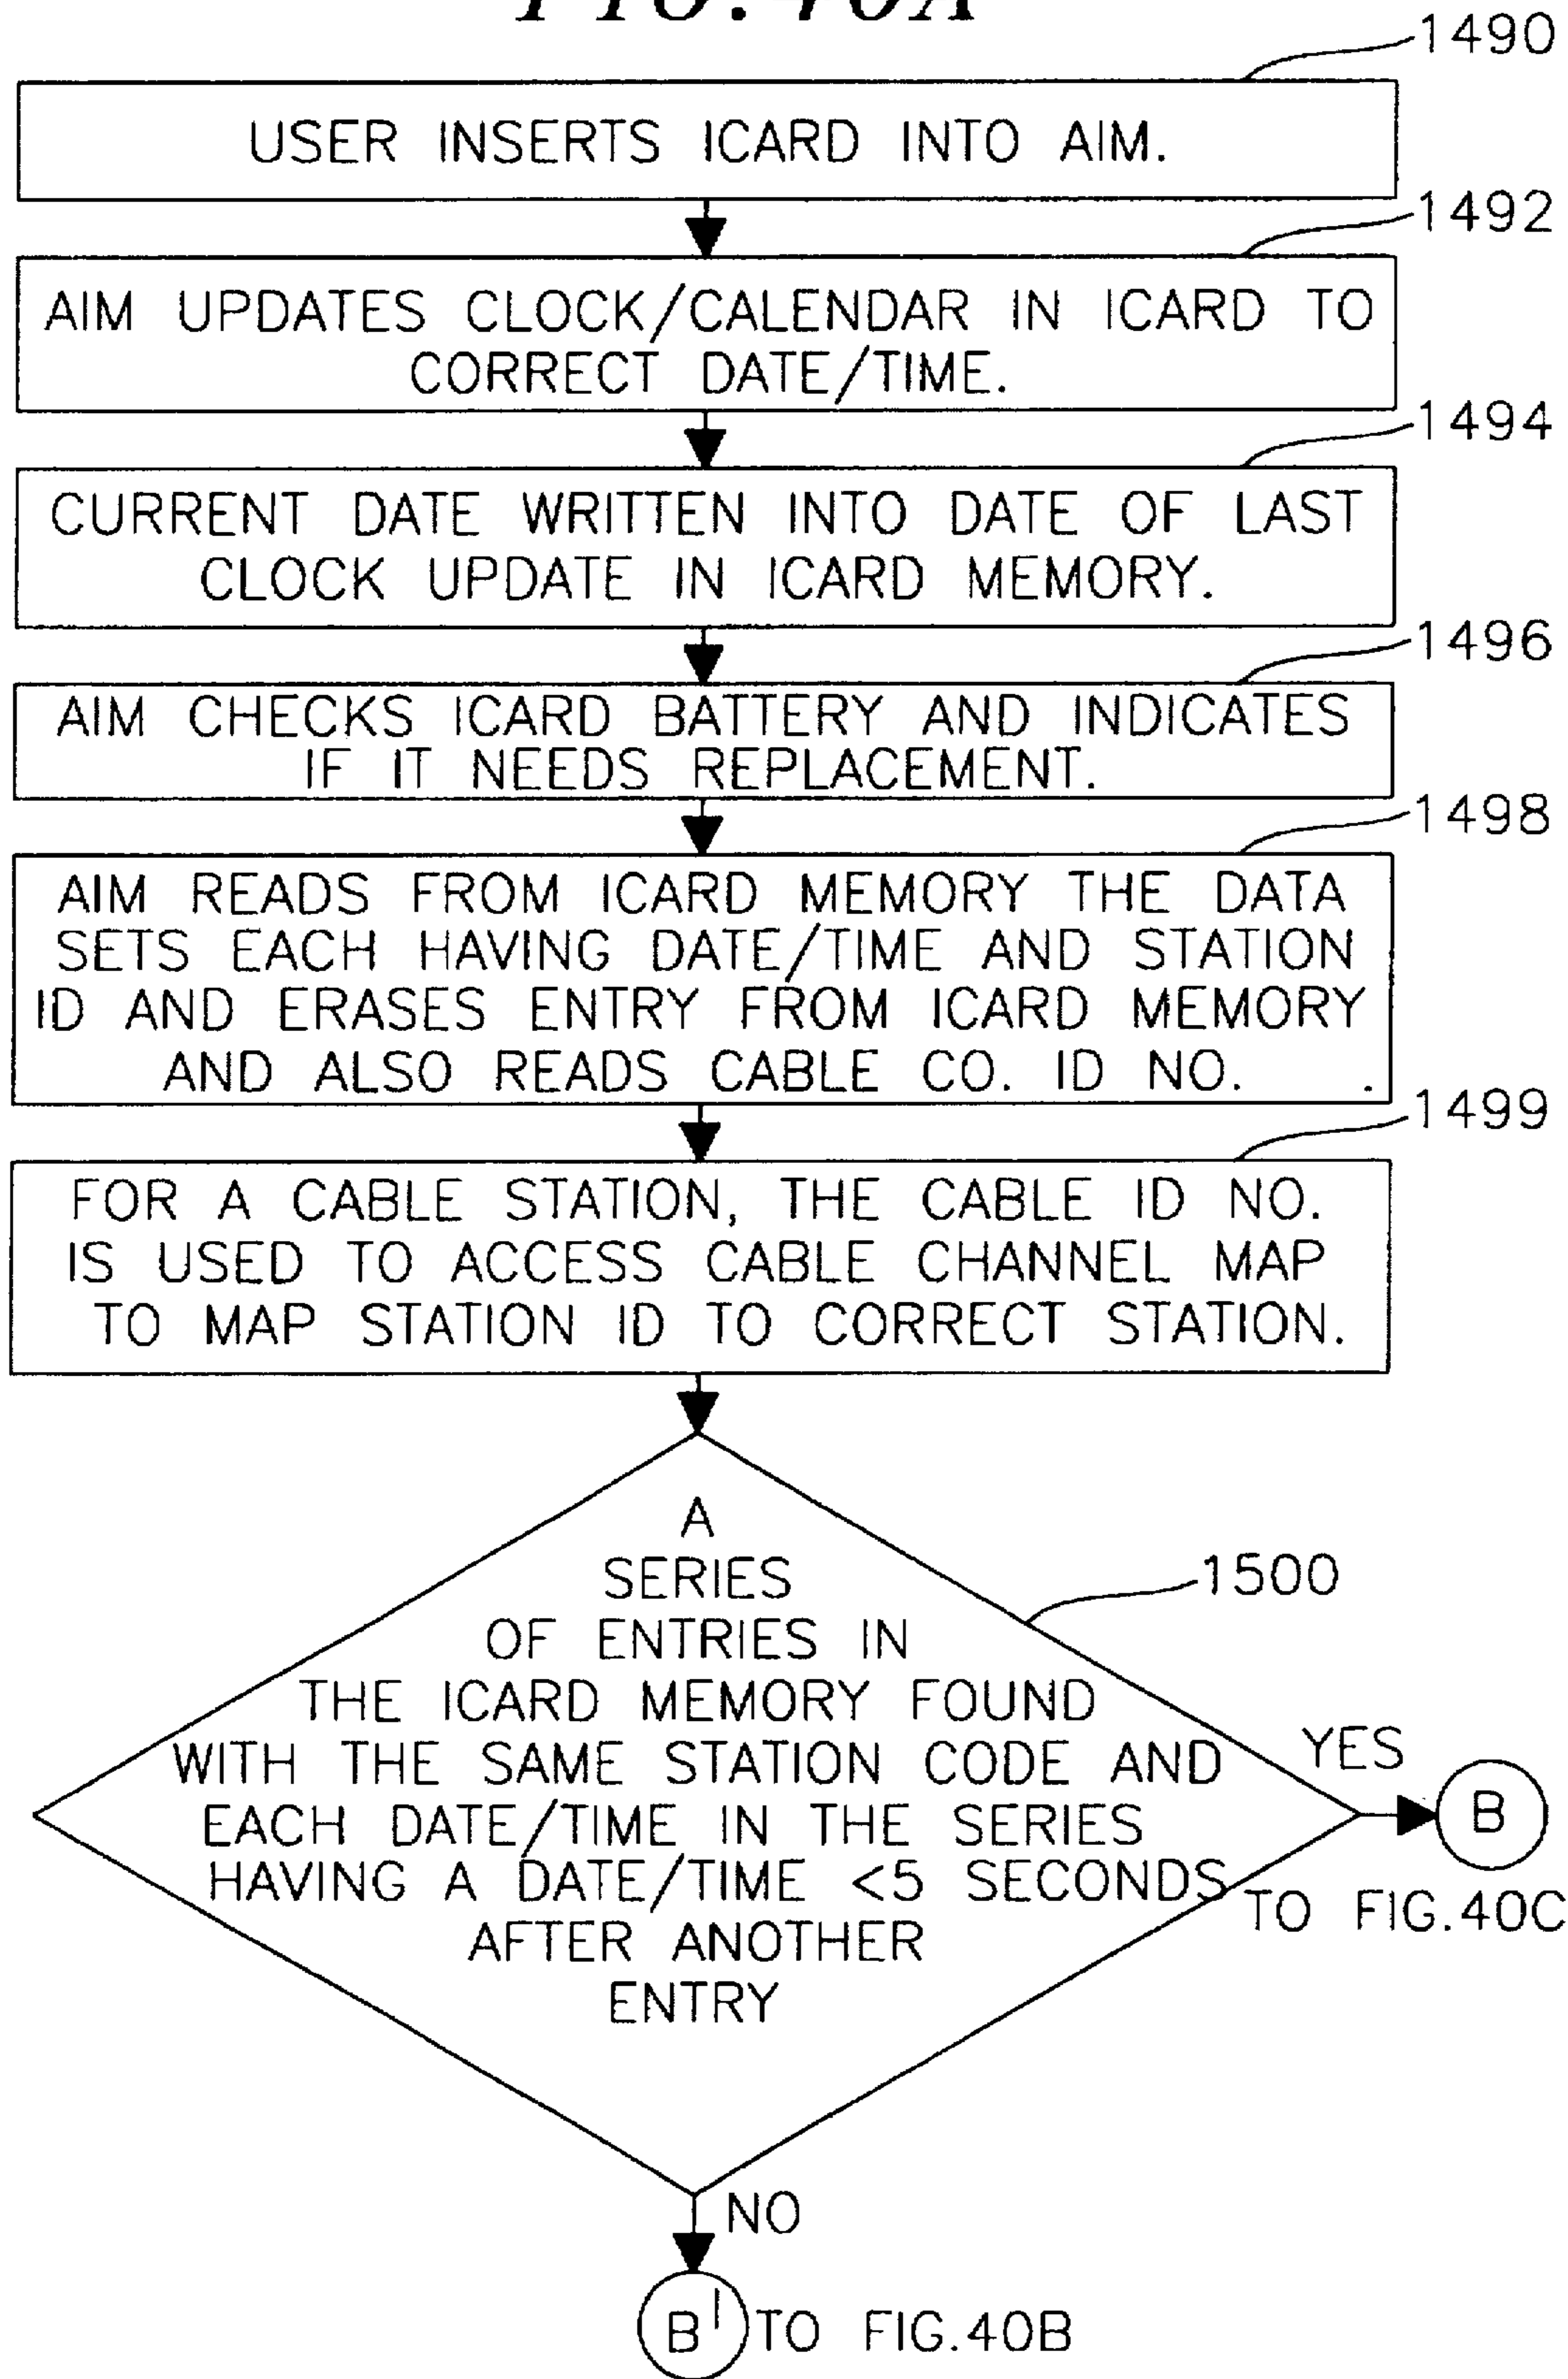 FIG.40A
1490
USER INSERTS ICARD INTO AIM.
1492
AIM UPDATES CLOCK/CALENDAR IN ICARD TO
CORRECT DATE/TIME.
1494
CURRENT DATE WRITTEN INTO DATE OF LAST
CLOCK UPDATE IN ICARD MEMORY.
1496
AIM CHECKS ICARD BATTERY AND INDICATES
IF IT NEEDS REPLACEMENT.
1498
AIM READS FROM ICARD MEMORY THE DATA
SETS EACH HAVING DATE/TIME AND STATION
ID AND ERASES ENTRY FROM ICARD MEMORY
AND ALSO READS CABLE CO. ID NO. .
1499
FOR A CABLE STATION, THE CABLE ID NO.
IS USED TO ACCESS CABLE CHANNEL MAP
TO MAP STATION ID TO CORRECT STATION.
A
SERIES
1500
OF ENTRIES IN
THE ICARD MEMORY FOUND
WITH THE SAME STATION CODE AND
EACH DATE/TIME IN THE SERIES
HAVING A DATE/TIME <5 SECONDS
AFTER ANOTHER
ENTRY
YES
B
TO FIG.40C
NO
B'
TO FIG.40B